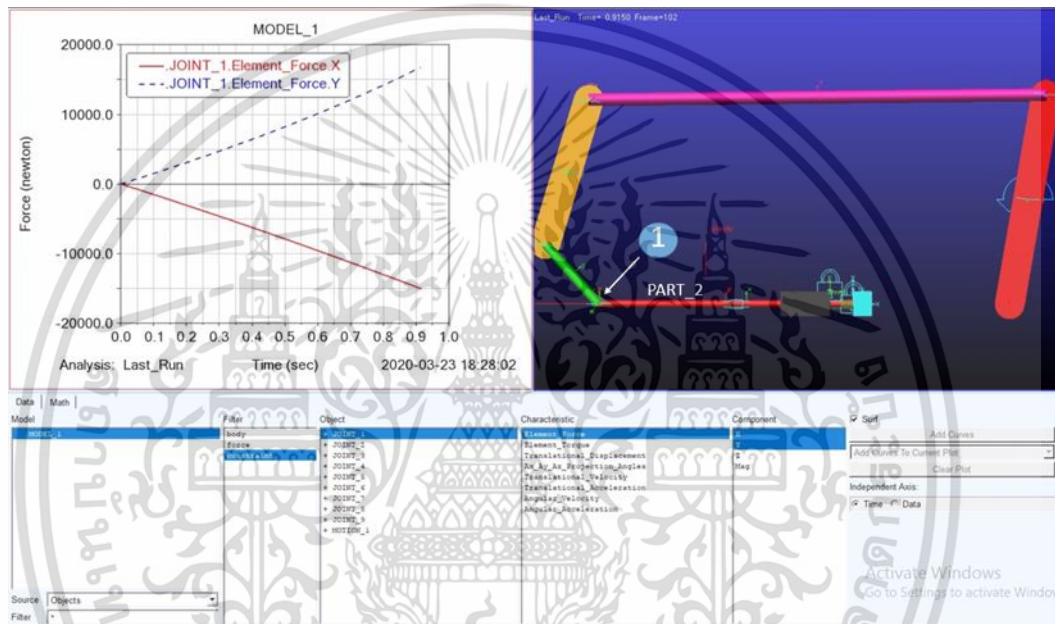 MODEL_1
20000.0
10000.0
0.0
-10000.0
-20000.0
Force (newton)
.JOINT_1.Element_Force.X
.JOINT_1.Element_Force.Y
0.0 0.1 0.2 0.3 0.4 0.5 0.6 0.7 0.8 0.9 1.0
Analysis: Last_Run Time (sec) 2020-03-23 18:28:02
Last_Run Time= 0.9150 Frame=102
1
PART_2
Data Math
Model Filter Object Characteristic Component Surf
MODEL_1
body
force
constraint
+ JOINT_1
+ JOINT_2
+ JOINT_3
+ JOINT_4
+ JOINT_5
+ JOINT_6
+ JOINT_7
+ JOINT_8
+ JOINT_9
+ MOTION_1
Element_Force
Element_Torque
Translational_Displacement
Ax_Ay_Az_Projection_Angles
Translational_Velocity
Translational_Acceleration
Angular_Velocity
Angular_Acceleration
X
Y
Z
Mag
Add Curves
Add Curves To Current Plot
Clear Plot
Independent Axis:
Time Data
Source Objects
Filter *
Activate Windows
Go to Settings to activate Window